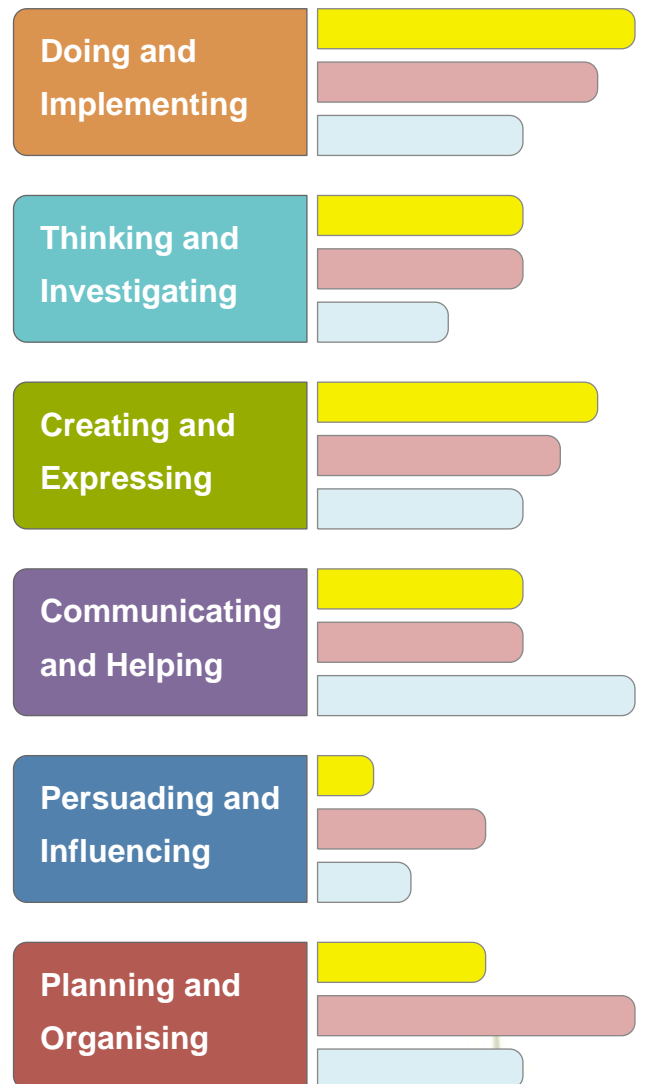 Doing and
Implementing
Thinking and
Investigating
Creating and
Expressing
Communicating
and Helping
Persuading and
Influencing
Planning and
Organising